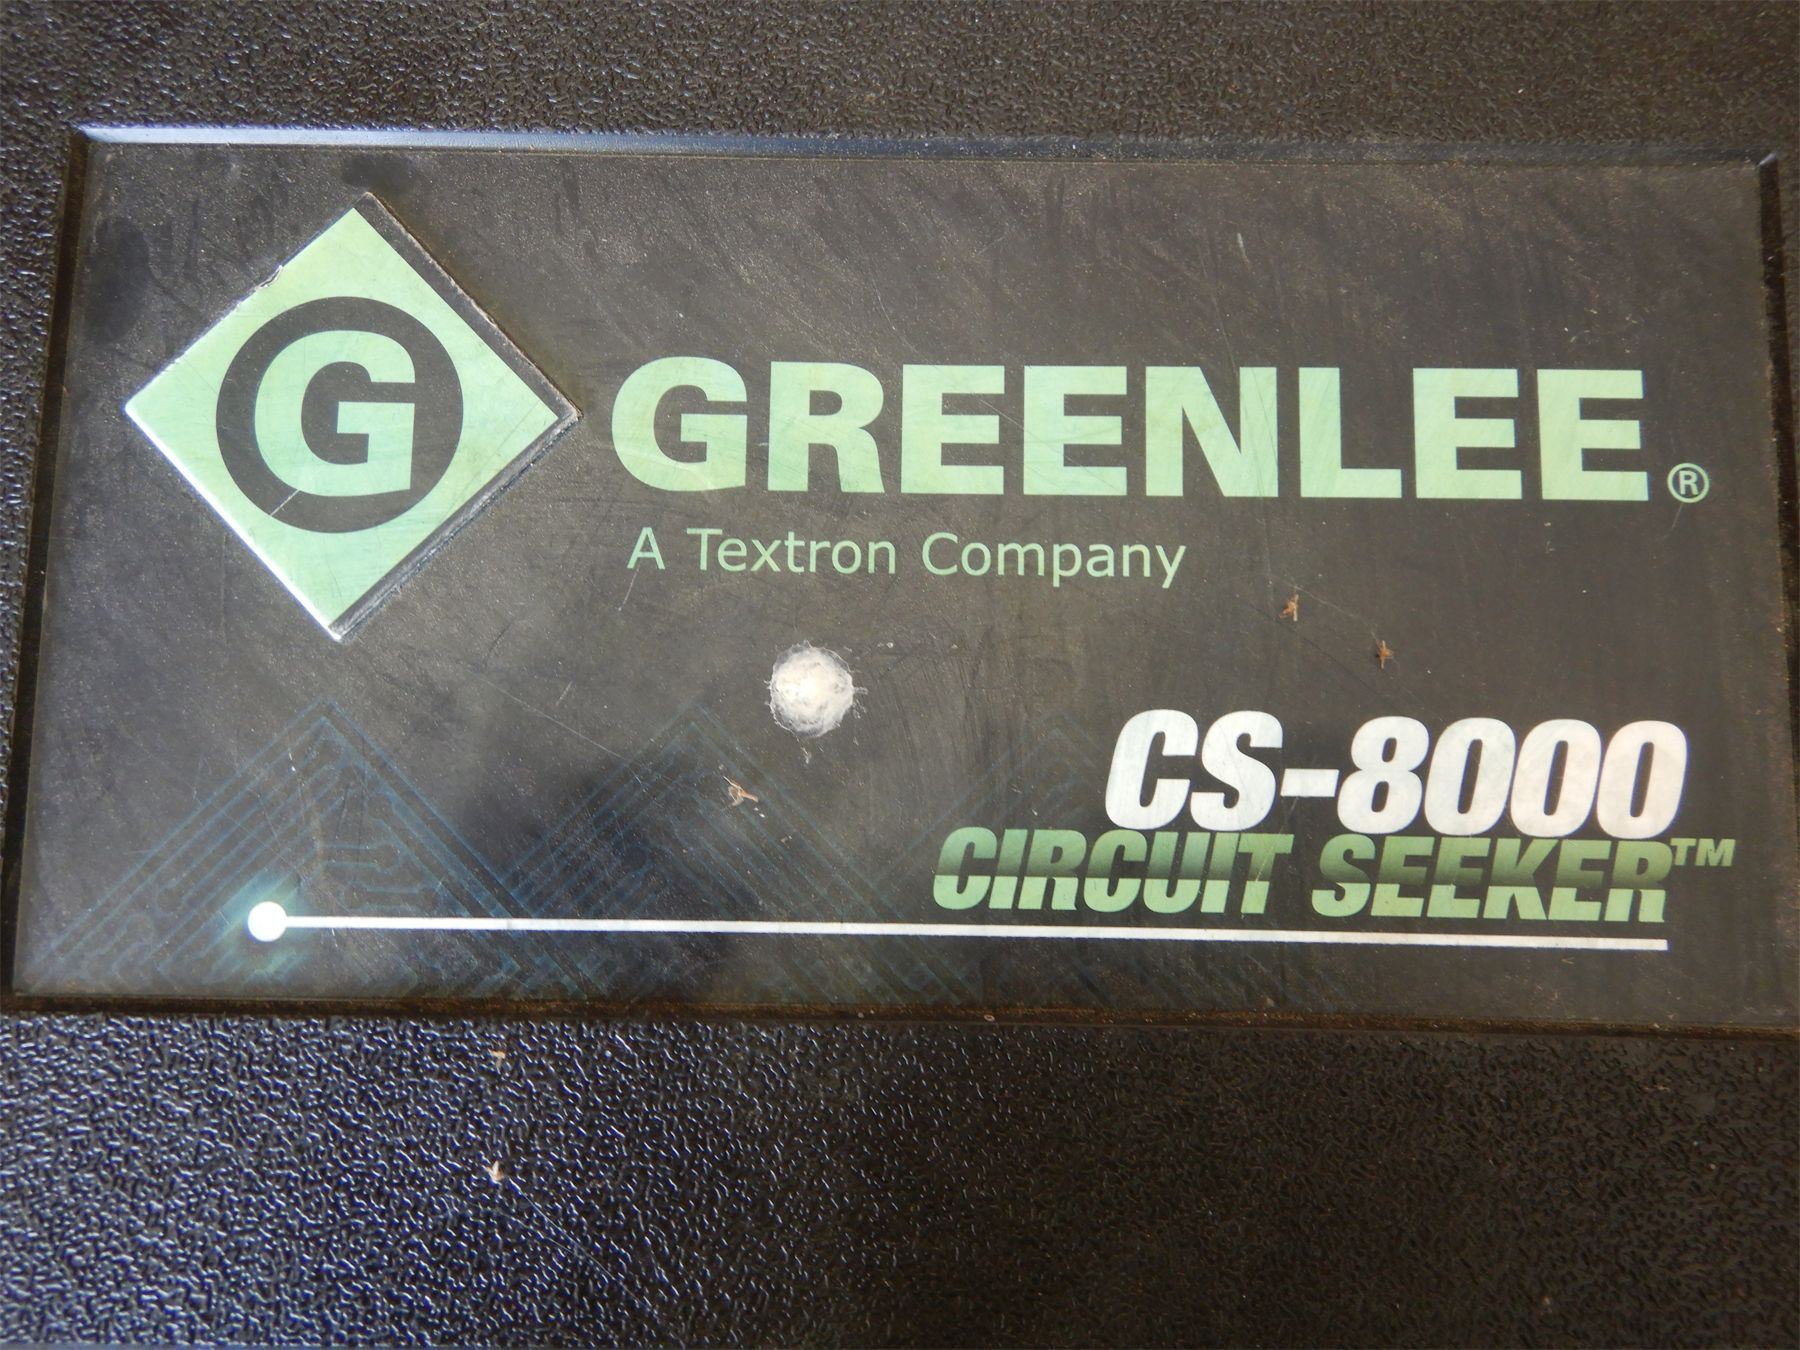 G
GREENLEE®
A Textron Company
CS-8000
CIRCUIT SEEKER™